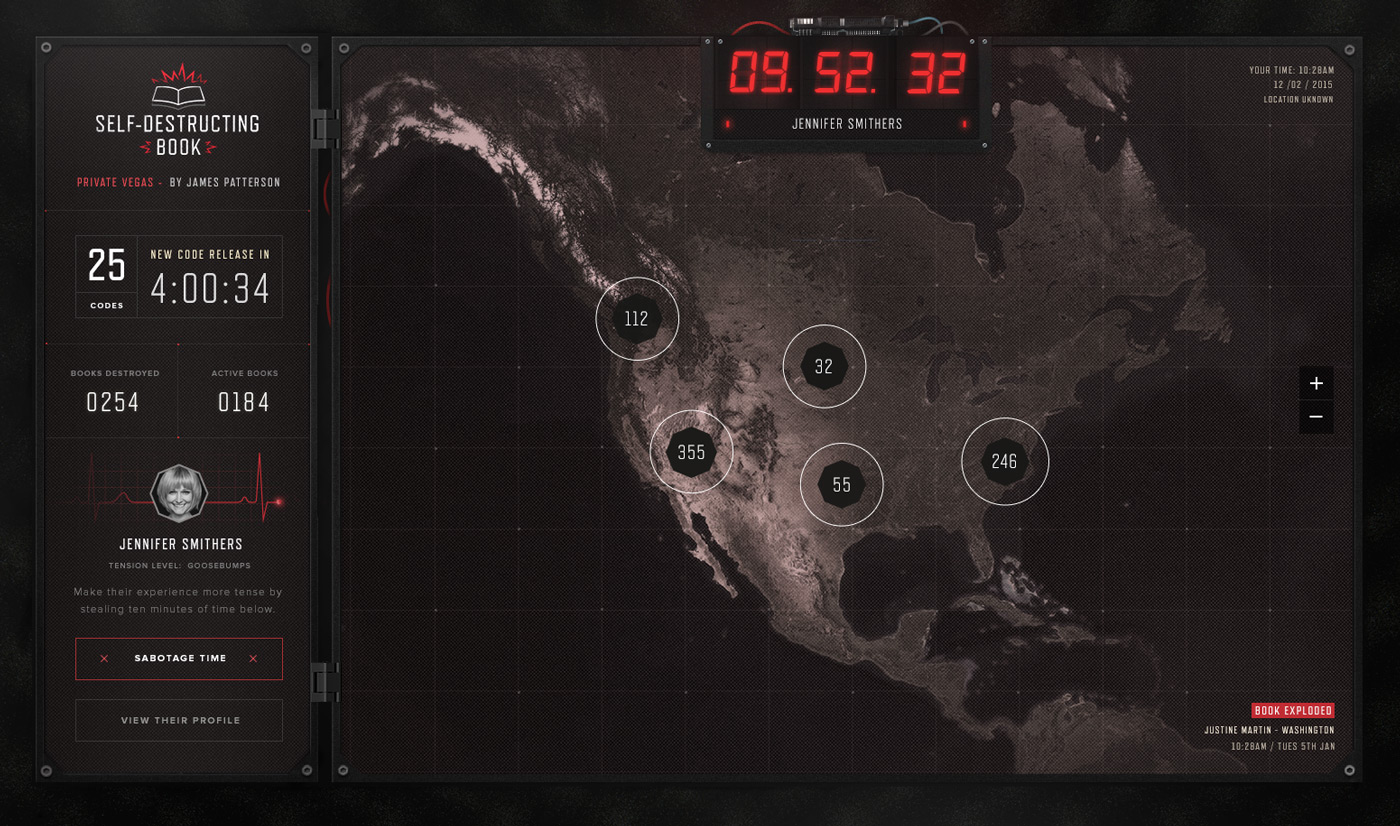 SELF-DESTRUCTING
BOOK
PRIVATE VEGAS - BY JAMES PATTERSON
25
CODES
NEW CODE RELEASE IN
4:00:34
BOOKS DESTROYED
0254
ACTIVE BOOKS
0184
JENNIFER SMITHERS
TENSION LEVEL: GOOSEBUMPS
Make their experience more tense by
stealing ten minutes of time below.
× SABOTAGE TIME ×
VIEW THEIR PROFILE
09. 52. 32
JENNIFER SMITHERS
YOUR TIME: 10:28AM
12 /02 / 2015
LOCATION UKNOWN
112
32
355
55
246
+
−
BOOK EXPLODED
JUSTINE MARTIN - WASHINGTON
10:28AM / TUES 5TH JAN